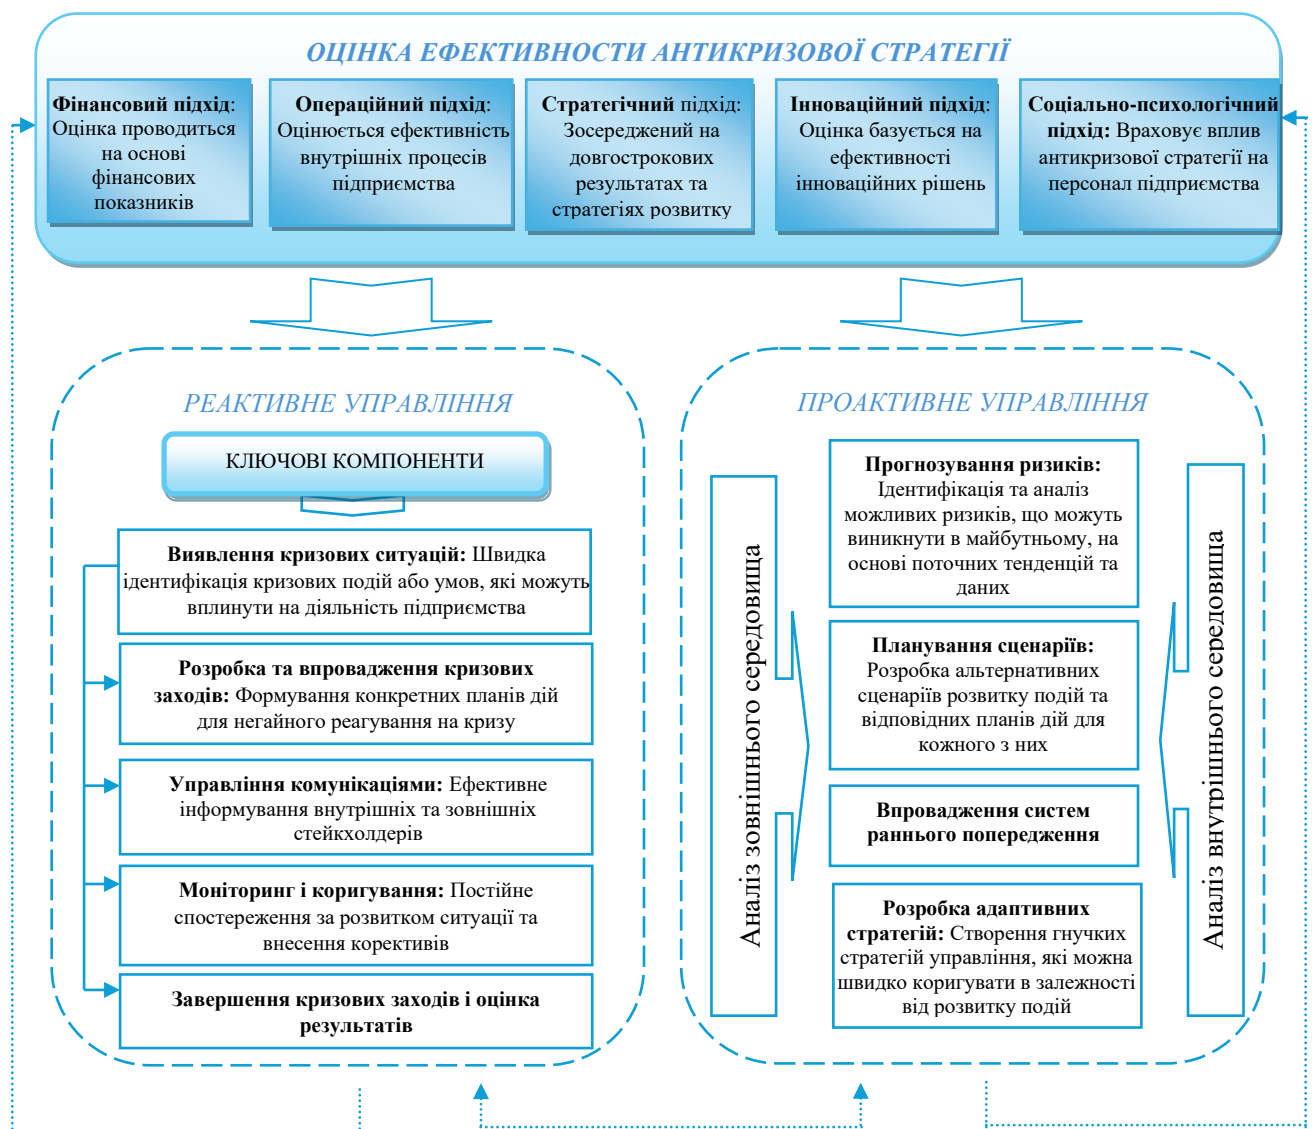 ОЦІНКА ЕФЕКТИВНОСТИ АНТИКРИЗОВОЇ СТРАТЕГІЇ
Фінансовий підхід:
Оцінка проводиться
на основі
фінансових
показників
Операційний підхід:
Оцінюється ефективність
внутрішніх процесів
підприємства
Стратегічний підхід:
Зосереджений на
довгострокових
результатах та
стратегіях розвитку
Інноваційний підхід:
Оцінка базується на
ефективності
інноваційних рішень
Соціально-психологічний
підхід: Враховує вплив
антикризової стратегії на
персонал підприємства
РЕАКТИВНЕ УПРАВЛІННЯ
КЛЮЧОВІ КОМПОНЕНТИ
Виявлення кризових ситуацій: Швидка
ідентифікація кризових подій або умов, які можуть
вплинути на діяльність підприємства
Розробка та впровадження кризових
заходів: Формування конкретних планів дій
для негайного реагування на кризу
Управління комунікаціями: Ефективне
інформування внутрішніх та зовнішніх
стейкхолдерів
Моніторинг і коригування: Постійне
спостереження за розвитком ситуації та
внесення корективів
Завершення кризових заходів і оцінка
результатів
ПРОАКТИВНЕ УПРАВЛІННЯ
Аналіз зовнішнього середовища
Прогнозування ризиків:
Ідентифікація та аналіз
можливих ризиків, що можуть
виникнути в майбутньому, на
основі поточних тенденцій та
даних
Планування сценаріїв:
Розробка альтернативних
сценаріїв розвитку подій та
відповідних планів дій для
кожного з них
Впровадження систем
раннього попередження
Розробка адаптивних
стратегій: Створення гнучких
стратегій управління, які можна
швидко коригувати в залежності
від розвитку подій
Аналіз внутрішнього середовища